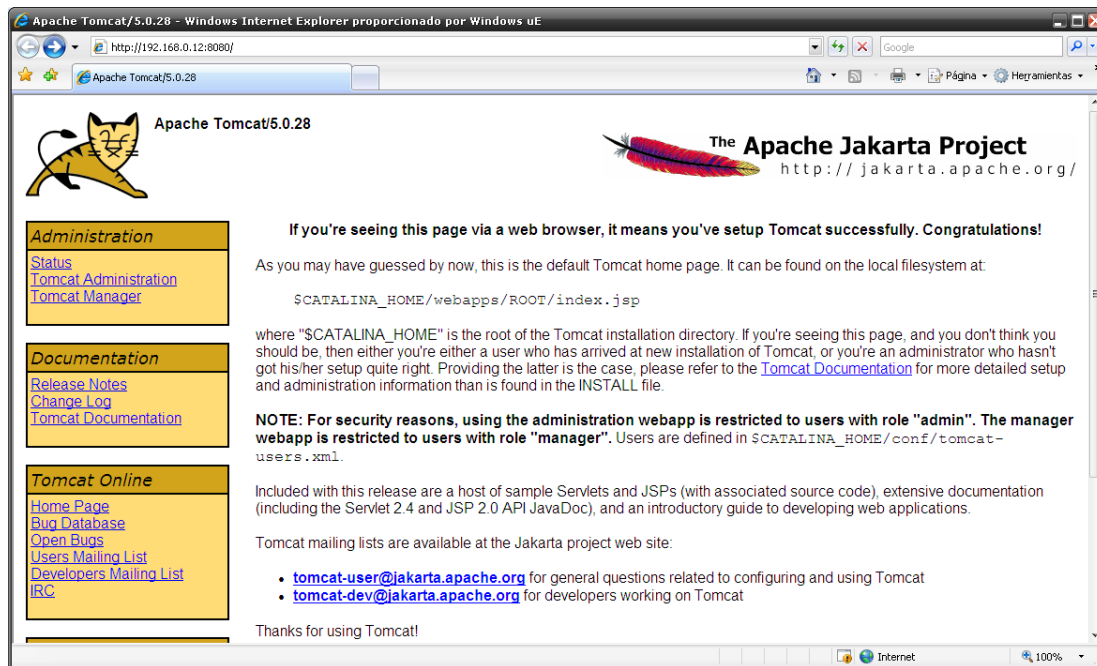 Apache Tomcat/5.0.28 - Windows Internet Explorer proporcionado por Windows uE
http://192.168.0.12:8080/
Google
Apache Tomcat/5.0.28
Página
Herramientas
Apache Tomcat/5.0.28
The Apache Jakarta Project
http://jakarta.apache.org/
Administration
Status
Tomcat Administration
Tomcat Manager
Documentation
Release Notes
Change Log
Tomcat Documentation
Tomcat Online
Home Page
Bug Database
Open Bugs
Users Mailing List
Developers Mailing List
IRC
If you're seeing this page via a web browser, it means you've setup Tomcat successfully. Congratulations!
As you may have guessed by now, this is the default Tomcat home page. It can be found on the local filesystem at:
$CATALINA_HOME/webapps/ROOT/index.jsp
where "$CATALINA_HOME" is the root of the Tomcat installation directory. If you're seeing this page, and you don't think you
should be, then either you're either a user who has arrived at new installation of Tomcat, or you're an administrator who hasn't
got his/her setup quite right. Providing the latter is the case, please refer to the Tomcat Documentation for more detailed setup
and administration information than is found in the INSTALL file.
NOTE: For security reasons, using the administration webapp is restricted to users with role "admin". The manager
webapp is restricted to users with role "manager". Users are defined in $CATALINA_HOME/conf/tomcat-
users.xml.
Included with this release are a host of sample Servlets and JSPs (with associated source code), extensive documentation
(including the Servlet 2.4 and JSP 2.0 API JavaDoc), and an introductory guide to developing web applications.
Tomcat mailing lists are available at the Jakarta project web site:
• tomcat-user@jakarta.apache.org for general questions related to configuring and using Tomcat
• tomcat-dev@jakarta.apache.org for developers working on Tomcat
Thanks for using Tomcat!
Internet
100%